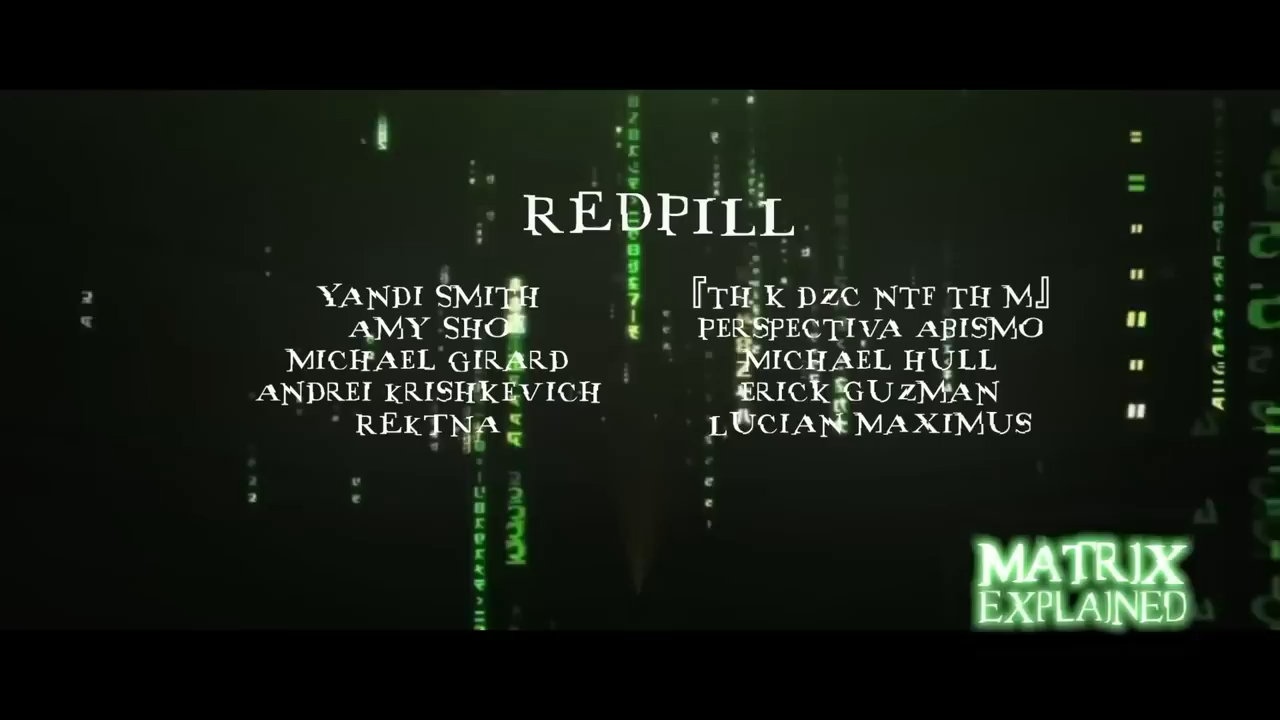 REDPILL
YANDI SMITH
AMY SHO
MICHAEL GIRARD
ANDREI KRISHKEVICH
REKTNA
『TH K DZC NTF TH M』
PERSPECTIVA ABISMO
MICHAEL HULL
ERICK GUZMAN
LUCIAN MAXIMUS
MATRIX
EXPLAINED